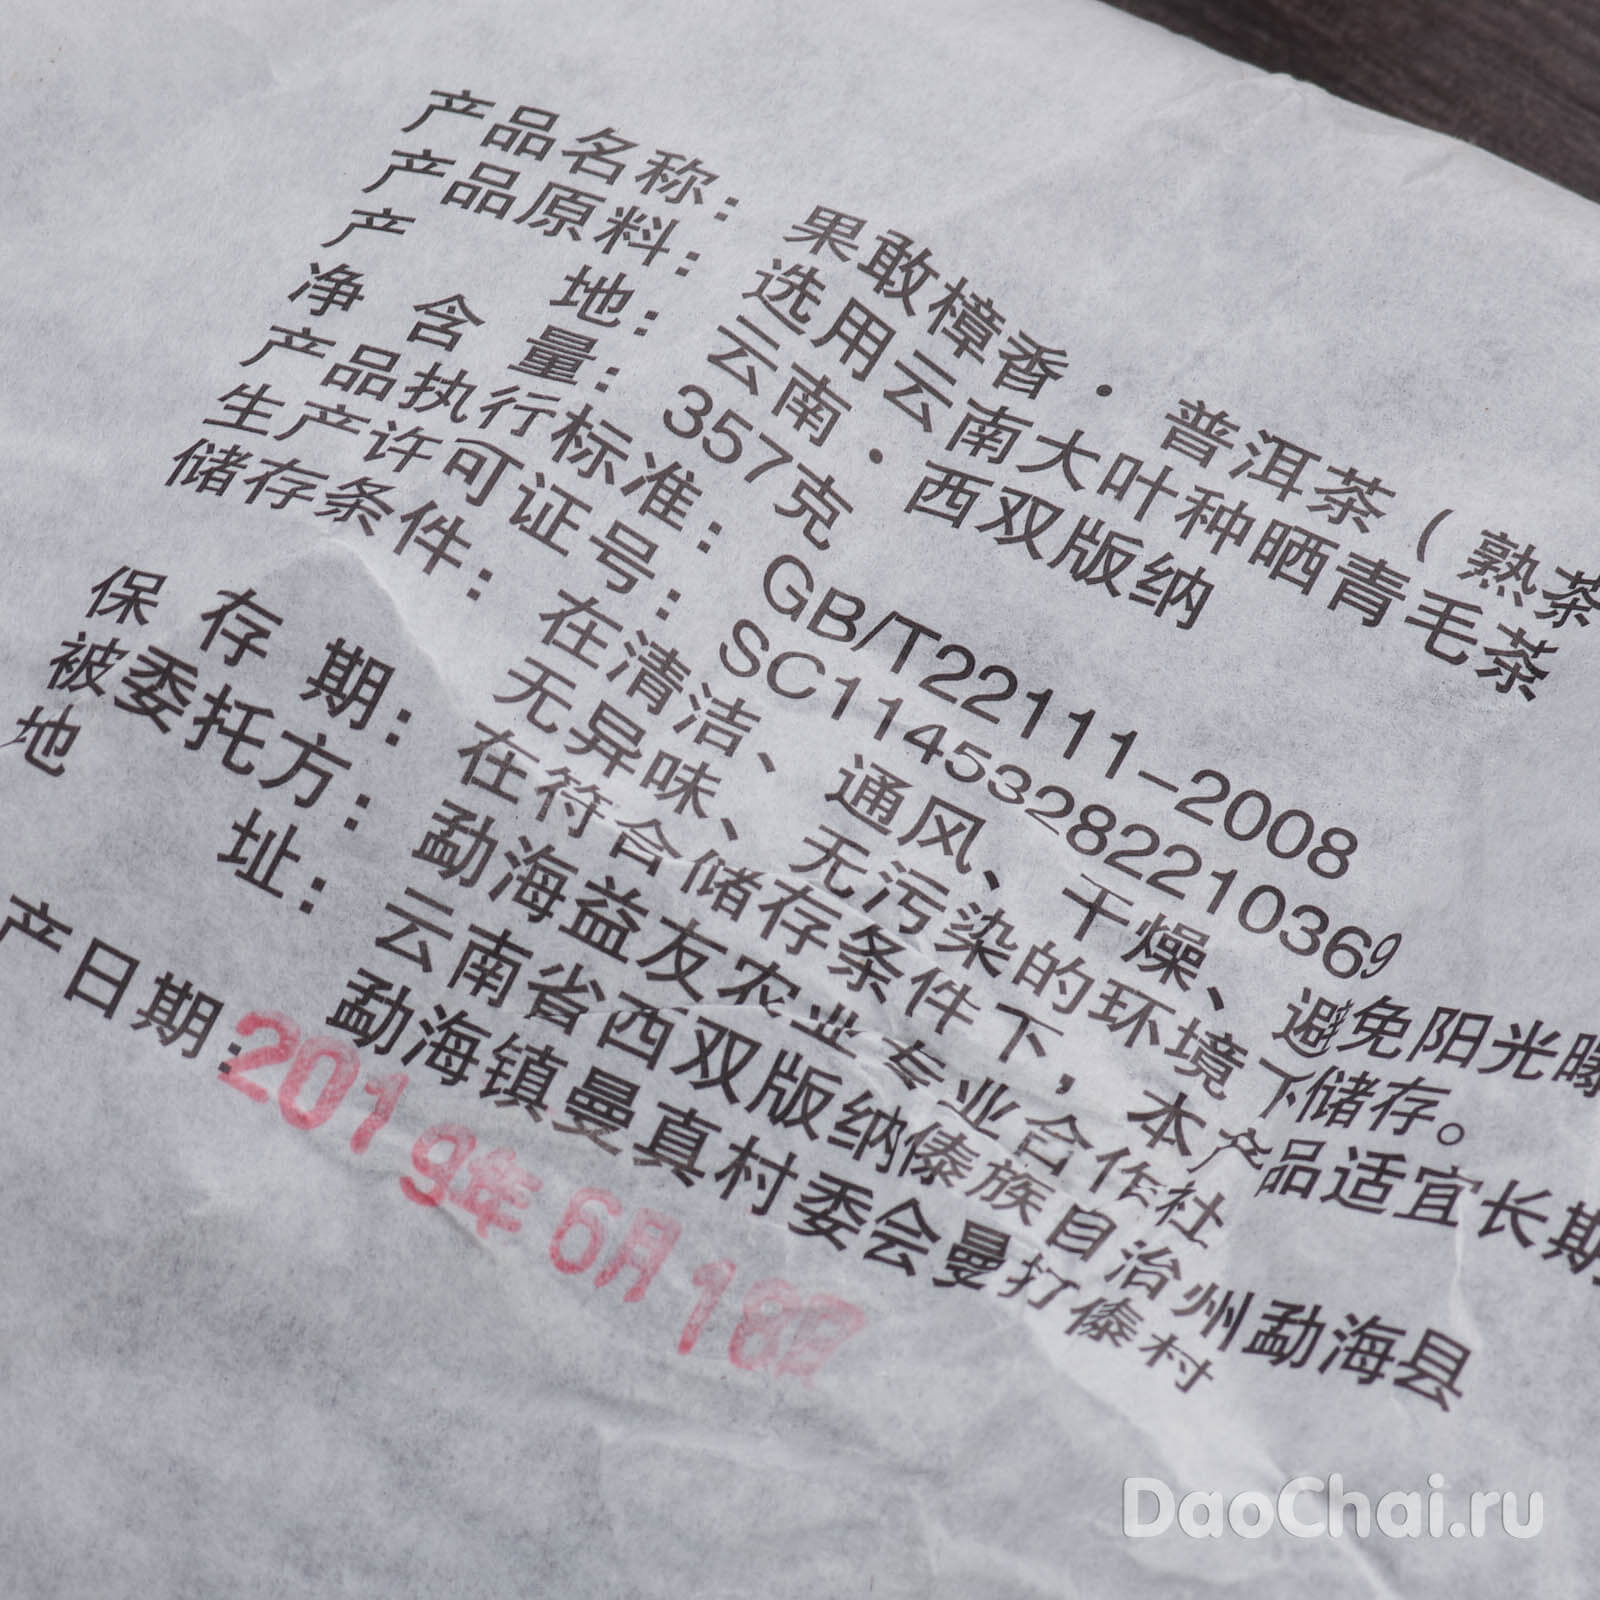 产品名称：果敢樟香·普洱茶（熟茶
产品原料：选用云南大叶种晒青毛茶
产地：云南·西双版纳
净含量：357克
产品执行标准：GB/T22111-2008
生产许可证号：SC11453282210369
储存条件：在清洁、通风、干燥、避免阳光曝
无异味、无污染的环境下储存。
保存期：在符合储存条件下，本产品适宜长期
被委托方：勐海益友农业专业合作社
地址：云南省西双版纳傣族自治州勐海县
勐海镇曼真村委会曼打傣村
产日期：2019年6月18日
DaoChai.ru